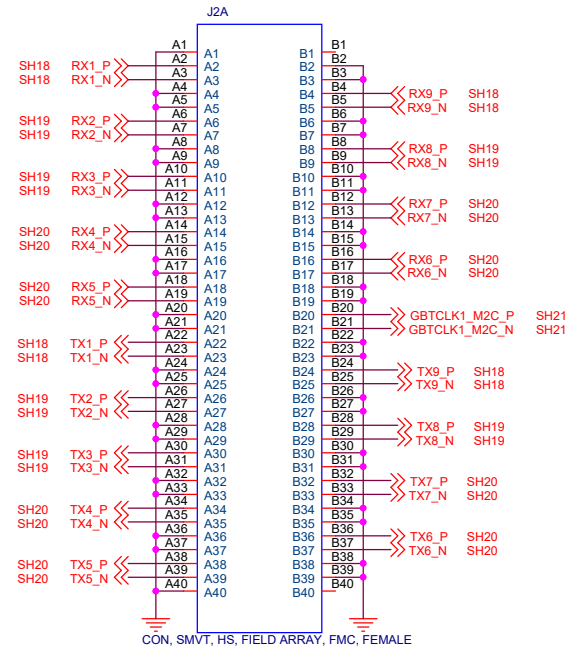 J2A
A1 A1 B1 B1
SH18 RX1_P A2 A2 B2 B2
SH18 RX1_N A3 A3 B3 B3
A4 A4 B4 B4 RX9_P SH18
A5 A5 B5 B5 RX9_N SH18
SH19 RX2_P A6 A6 B6 B6
SH19 RX2_N A7 A7 B7 B7
A8 A8 B8 B8 RX8_P SH19
A9 A9 B9 B9 RX8_N SH19
SH19 RX3_P A10 A10 B10 B10
SH19 RX3_N A11 A11 B11 B11
A12 A12 B12 B12 RX7_P SH20
A13 A13 B13 B13 RX7_N SH20
SH20 RX4_P A14 A14 B14 B14
SH20 RX4_N A15 A15 B15 B15
A16 A16 B16 B16 RX6_P SH20
A17 A17 B17 B17 RX6_N SH20
SH20 RX5_P A18 A18 B18 B18
SH20 RX5_N A19 A19 B19 B19
A20 A20 B20 B20 GBTCLK1_M2C_P SH21
A21 A21 B21 B21 GBTCLK1_M2C_N SH21
SH18 TX1_P A22 A22 B22 B22
SH18 TX1_N A23 A23 B23 B23
A24 A24 B24 B24 TX9_P SH18
A25 A25 B25 B25 TX9_N SH18
SH19 TX2_P A26 A26 B26 B26
SH19 TX2_N A27 A27 B27 B27
A28 A28 B28 B28 TX8_P SH19
A29 A29 B29 B29 TX8_N SH19
SH19 TX3_P A30 A30 B30 B30
SH19 TX3_N A31 A31 B31 B31
A32 A32 B32 B32 TX7_P SH20
A33 A33 B33 B33 TX7_N SH20
SH20 TX4_P A34 A34 B34 B34
SH20 TX4_N A35 A35 B35 B35
A36 A36 B36 B36 TX6_P SH20
A37 A37 B37 B37 TX6_N SH20
SH20 TX5_P A38 A38 B38 B38
SH20 TX5_N A39 A39 B39 B39
A40 A40 B40 B40
CON, SMVT, HS, FIELD ARRAY, FMC, FEMALE